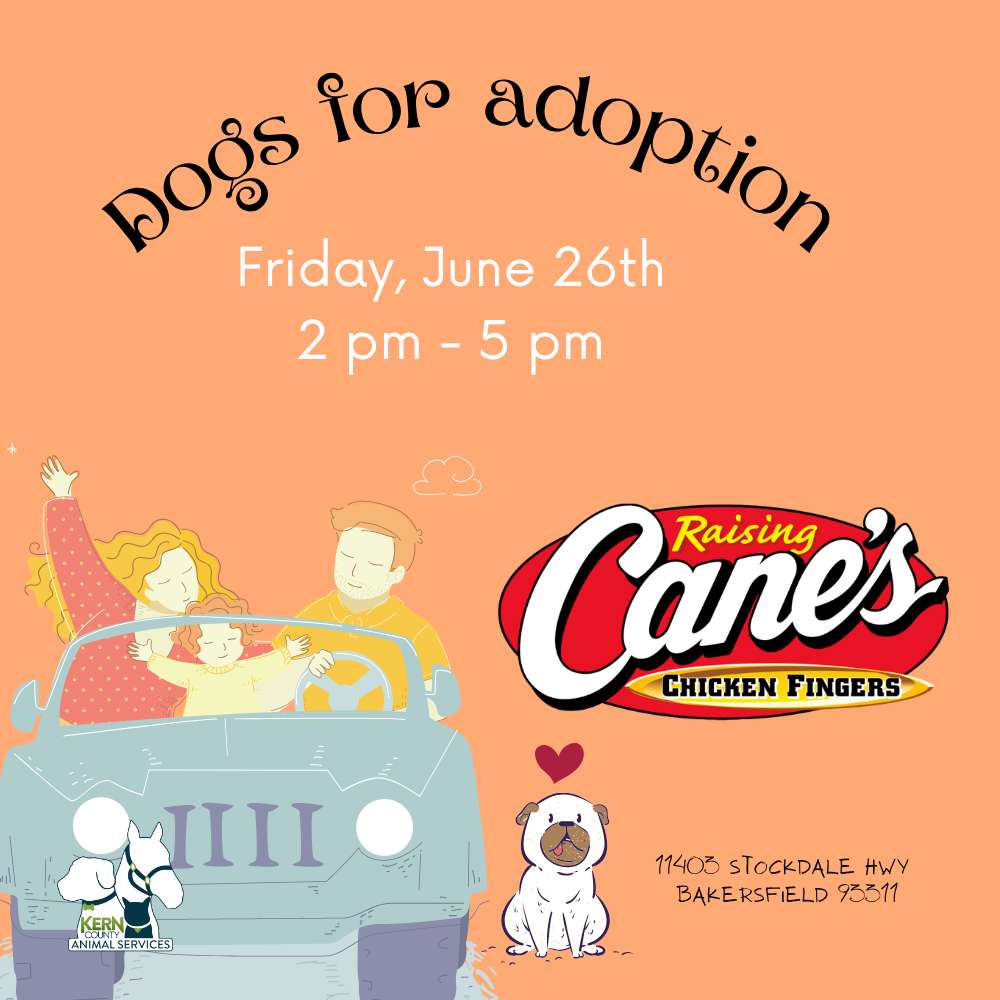 Dogs for adoption
Friday, June 26th
2 pm - 5 pm
Raising
Cane's
CHICKEN FINGERS
11403 STOCKDALE HWY
BAKERSFIELD 93311
KERN
COUNTY
ANIMAL SERVICES